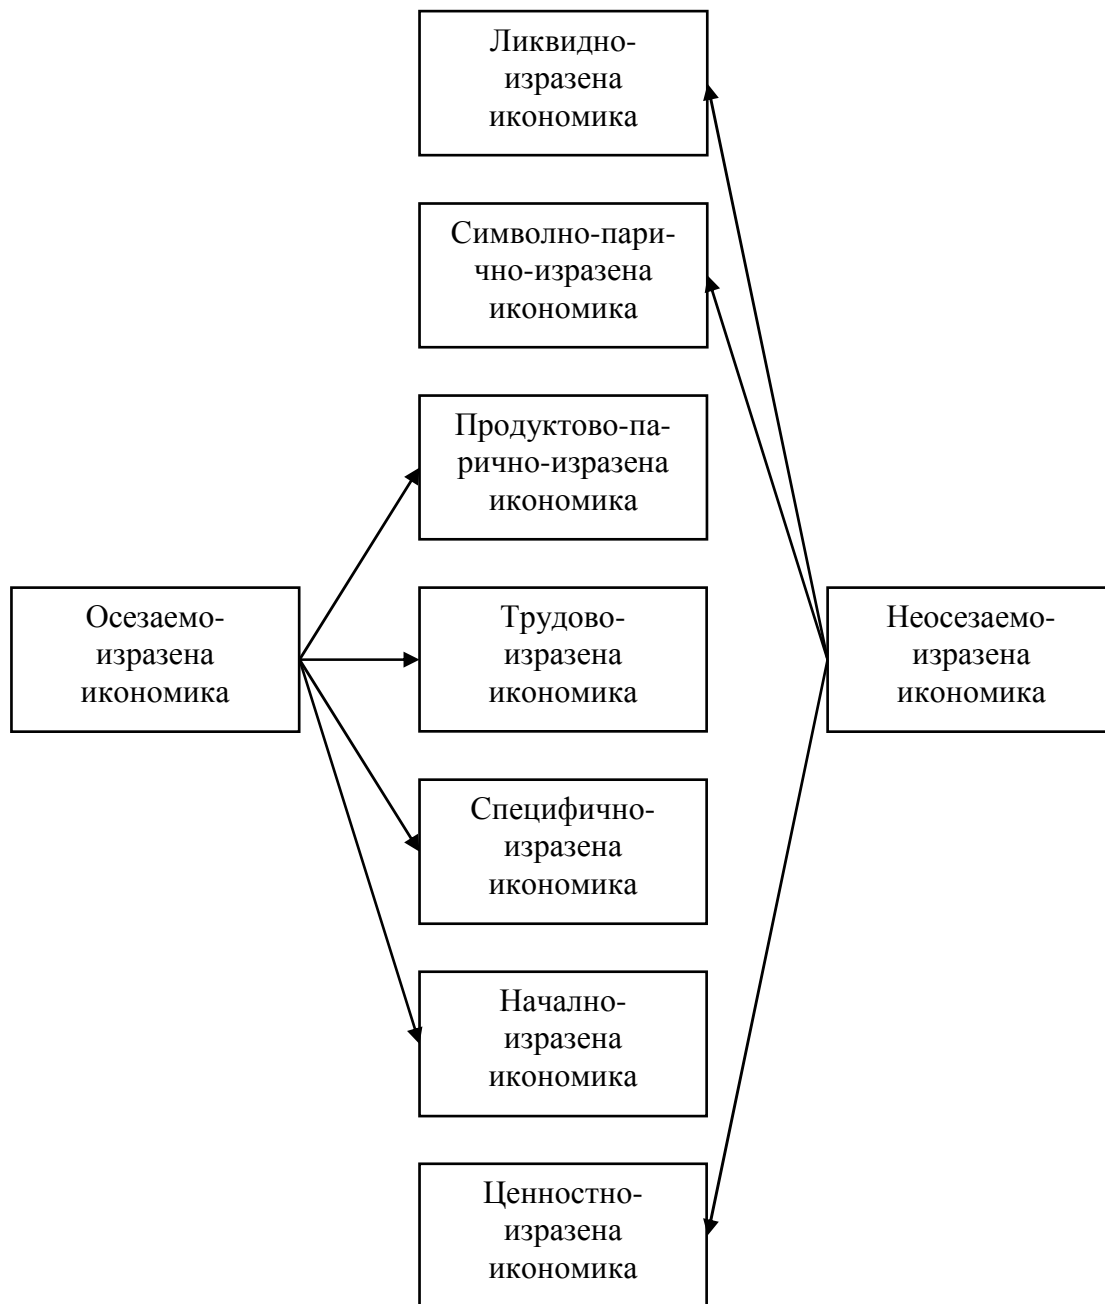 Ликвидно-
изразена
икономика
Символно-пари-
чно-изразена
икономика
Продуктово-па-
рично-изразена
икономика
Осезаемо-
изразена
икономика
Трудово-
изразена
икономика
Неосезаемо-
изразена
икономика
Специфично-
изразена
икономика
Начално-
изразена
икономика
Ценностно-
изразена
икономика